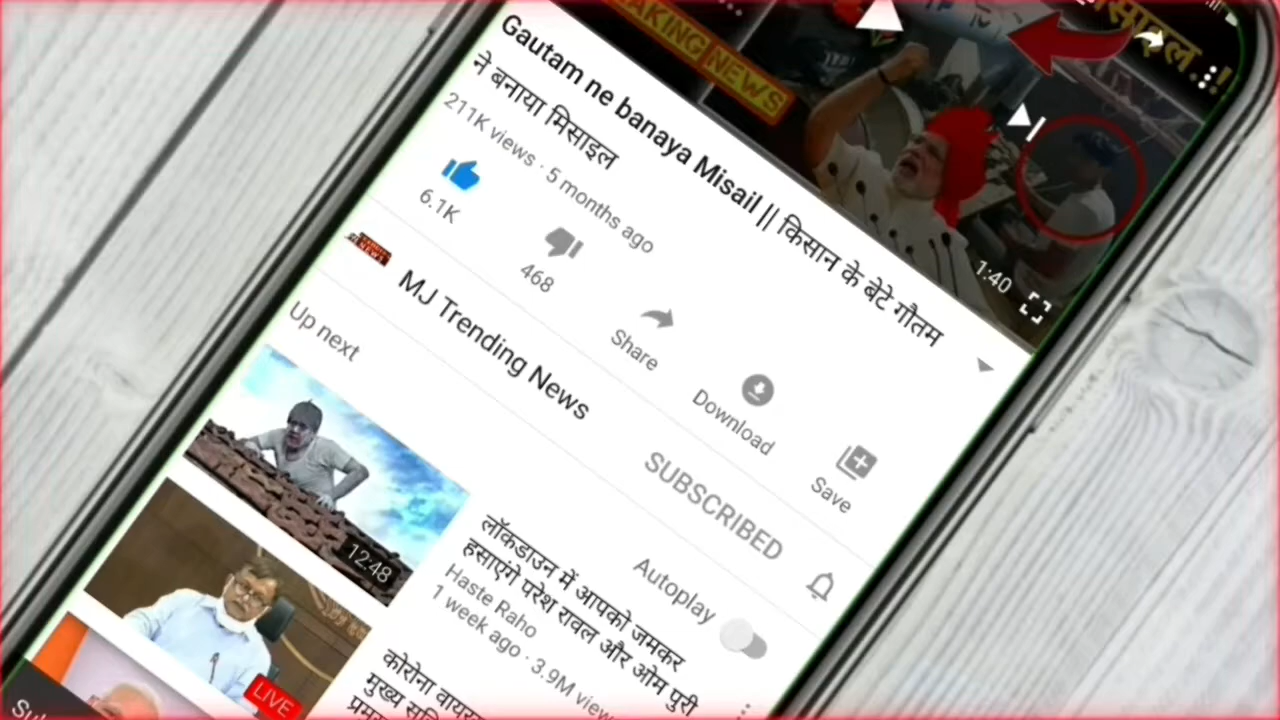 BREAKING NEWS
1:40
Gautam ne banaya Misail || किसान के बेटे गौतम
ने बनाया मिसाइल
211K views · 5 months ago
6.1K
468
Share
Download
Save
MJ Trending News
SUBSCRIBED
Up next
Autoplay
12:48
लॉकडाउन में आपको जमकर
हसाएंगे परेश रावल और ओम पुरी
Haste Raho
1 week ago · 3.9M views
LIVE
कोरोना
मुख्य